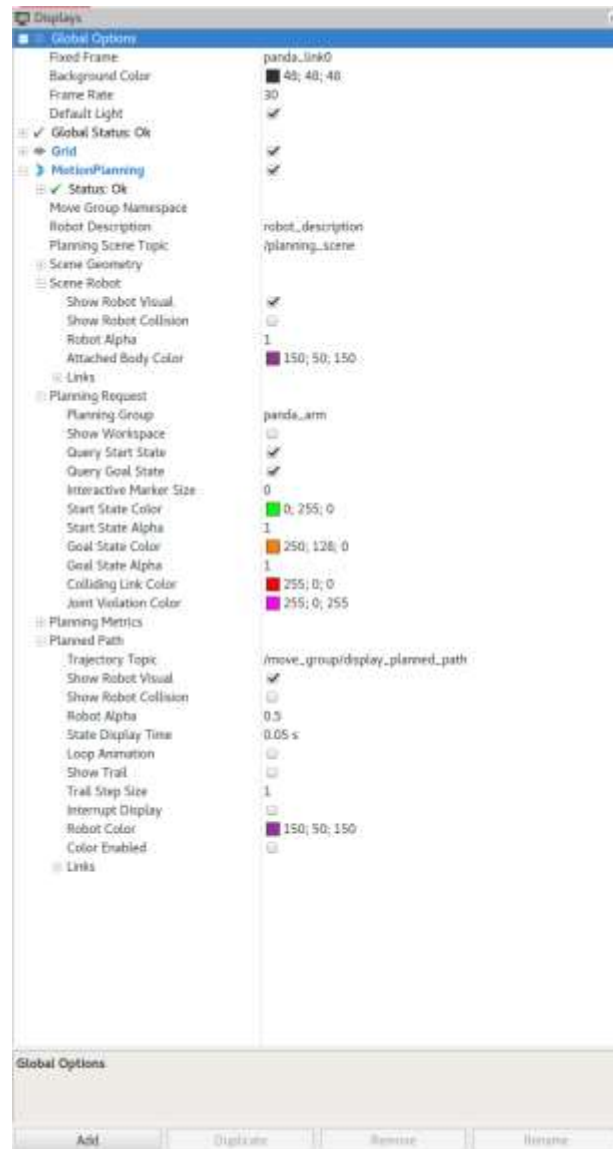 Displays
Global Options
Fixed Frame panda_link0
Background Color 48; 48; 48
Frame Rate 30
Default Light
Global Status: Ok
Grid
MotionPlanning
Status: Ok
Move Group Namespace
Robot Description robot_description
Planning Scene Topic /planning_scene
Scene Geometry
Scene Robot
Show Robot Visual
Show Robot Collision
Robot Alpha 1
Attached Body Color 150; 50; 150
Links
Planning Request
Planning Group panda_arm
Show Workspace
Query Start State
Query Goal State
Interactive Marker Size 0
Start State Color 0; 255; 0
Start State Alpha 1
Goal State Color 250; 128; 0
Goal State Alpha 1
Colliding Link Color 255; 0; 0
Joint Violation Color 255; 0; 255
Planning Metrics
Planned Path
Trajectory Topic /move_group/display_planned_path
Show Robot Visual
Show Robot Collision
Robot Alpha 0.5
State Display Time 0.05 s
Loop Animation
Show Trail
Trail Step Size 1
Interrupt Display
Robot Color 150; 50; 150
Color Enabled
Links
Global Options
Add Duplicate Remove Rename